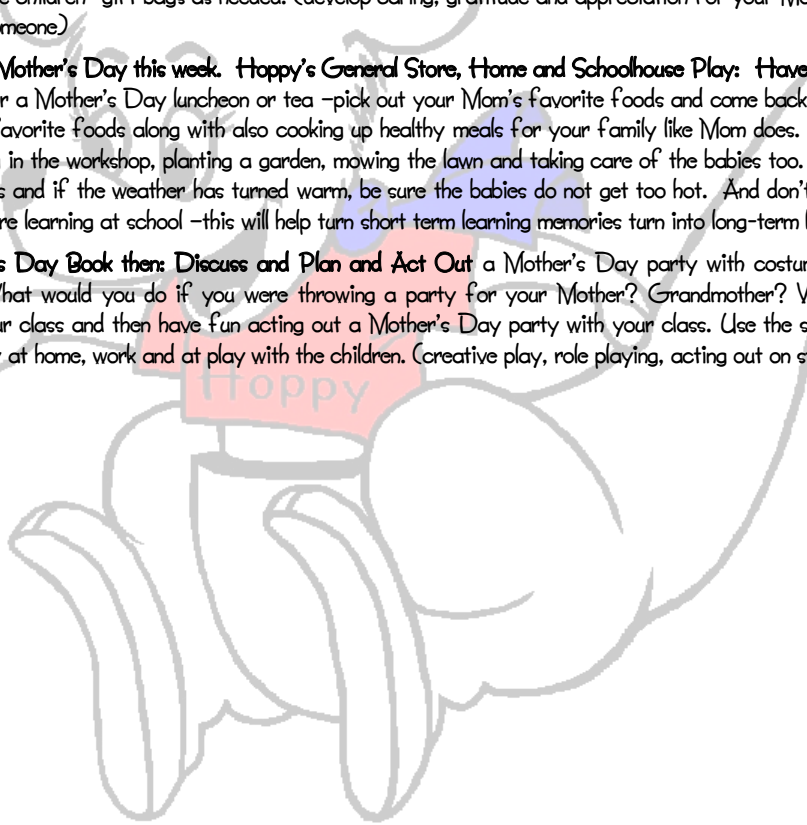 children gift bags as needed. (develop caring, gratitude and appreciation for your
meone)
Mother's Day this week. Hoppy's General Store, Home and Schoolhouse Play: Have
r a Mother's Day luncheon or tea –pick out your Mom's favorite foods and come back
favorite foods along with also cooking up healthy meals for your family like Mom does.
in the workshop, planting a garden, mowing the lawn and taking care of the babies too.
s and if the weather has turned warm, be sure the babies do not get too hot. And don't
re learning at school –this will help turn short term learning memories turn into long-term
s Day Book then: Discuss and Plan and Act Out a Mother's Day party with costu
What would you do if you were throwing a party for your Mother? Grandmother?
ur class and then have fun acting out a Mother's Day party with your class. Use the s
at home, work and at play with the children. (creative play, role playing, acting out on s
Hoppy